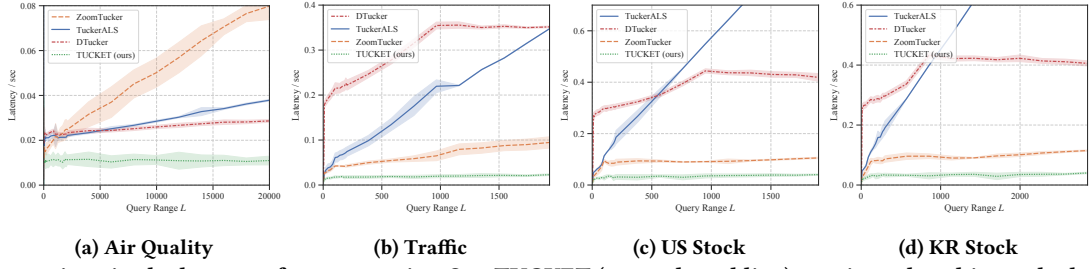 ZoomTucker
TuckerALS
DTucker
TUCKET (ours)
0.08
0.06
0.04
0.02
0.00
Latency / sec
0 5000 10000 15000 20000
Query Range L
(a) Air Quality
DTucker
TuckerALS
ZoomTucker
TUCKET (ours)
0.4
0.3
0.2
0.1
0.0
Latency / sec
0 500 1000 1500
Query Range L
(b) Traffic
TuckerALS
DTucker
ZoomTucker
TUCKET (ours)
0.6
0.4
0.2
0.0
Latency / sec
0 500 1000 1500
Query Range L
(c) US Stock
TuckerALS
DTucker
ZoomTucker
TUCKET (ours)
0.6
0.4
0.2
0.0
Latency / sec
0 1000 2000
Query Range L
(d) KR Stock